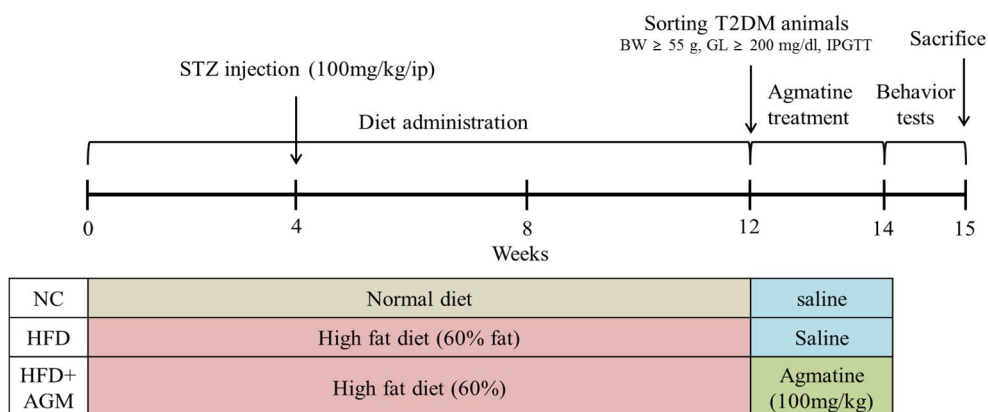 Sorting T2DM animals
BW ≥ 55 g, GL ≥ 200 mg/dl, IPGTT
Sacrifice
STZ injection (100mg/kg/ip)
Agmatine
treatment
Behavior
tests
Diet administration
0
4
8
12
14
15
Weeks
NC
Normal diet
saline
HFD
High fat diet (60% fat)
Saline
HFD+
AGM
High fat diet (60%)
Agmatine
(100mg/kg)